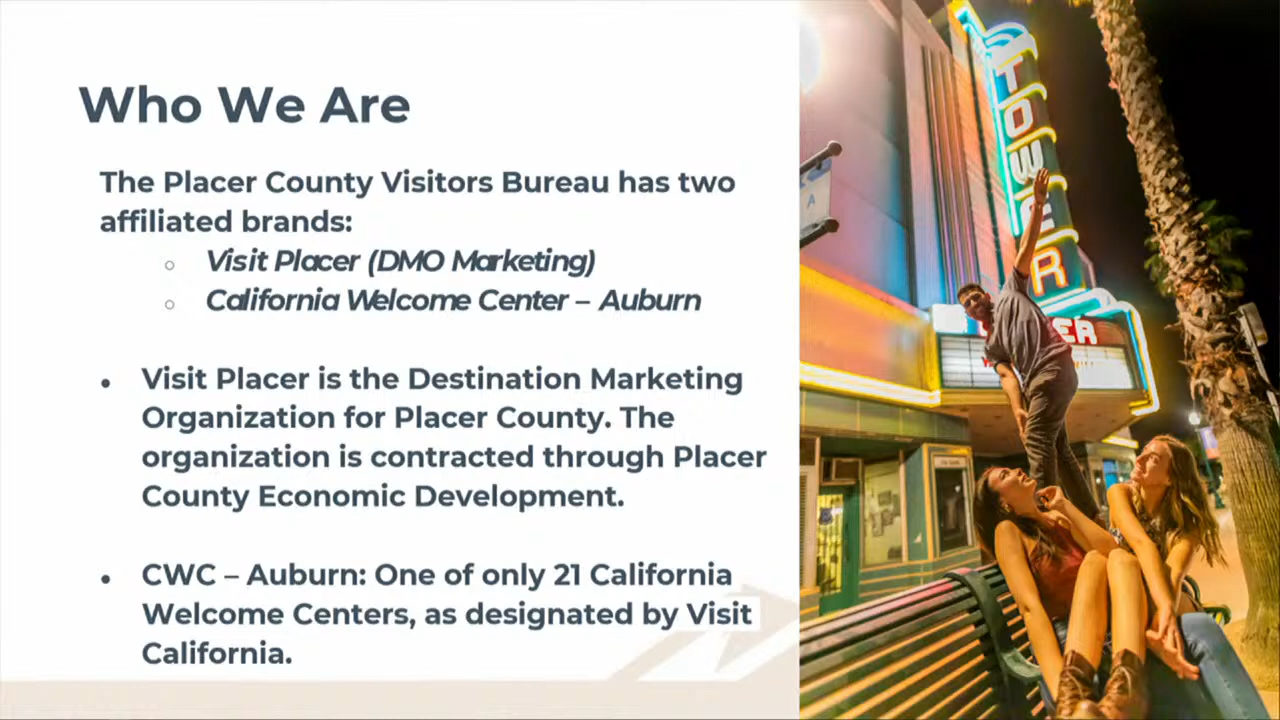 Who We Are
The Placer County Visitors Bureau has two
affiliated brands:
○ Visit Placer (DMO Marketing)
○ California Welcome Center – Auburn
• Visit Placer is the Destination Marketing
Organization for Placer County. The
organization is contracted through Placer
County Economic Development.
• CWC – Auburn: One of only 21 California
Welcome Centers, as designated by Visit
California.
TOWER
ER
A